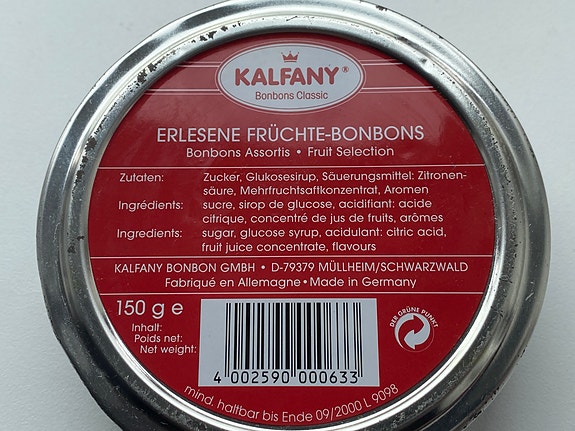 KALFANY®
Bonbons Classic
ERLESENE FRÜCHTE-BONBONS
Bonbons Assortis • Fruit Selection
Zutaten: Zucker, Glukosesirup, Säuerungsmittel: Zitronen-
säure, Mehrfruchtsaftkonzentrat, Aromen
Ingrédients: sucre, sirop de glucose, acidifiant: acide
citrique, concentré de jus de fruits, arômes
Ingredients: sugar, glucose syrup, acidulant: citric acid,
fruit juice concentrate, flavours
KALFANY BONBON GMBH • D-79379 MÜLLHEIM/SCHWARZWALD
Fabriqué en Allemagne • Made in Germany
150 g e
Inhalt:
Poids net:
Net weight:
4 002590 000633
DER GRÜNE PUNKT
mind. haltbar bis Ende 09/2000 L 9098